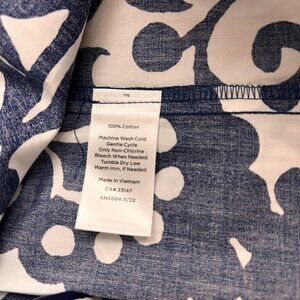 100% Cotton
Machine Wash Cold
Gentle Cycle
Only Non-Chlorine
Bleach When Needed
Tumble Dry Low
Warm Iron, If Needed
Made in Vietnam
CA# 23147
VN5084 11/22